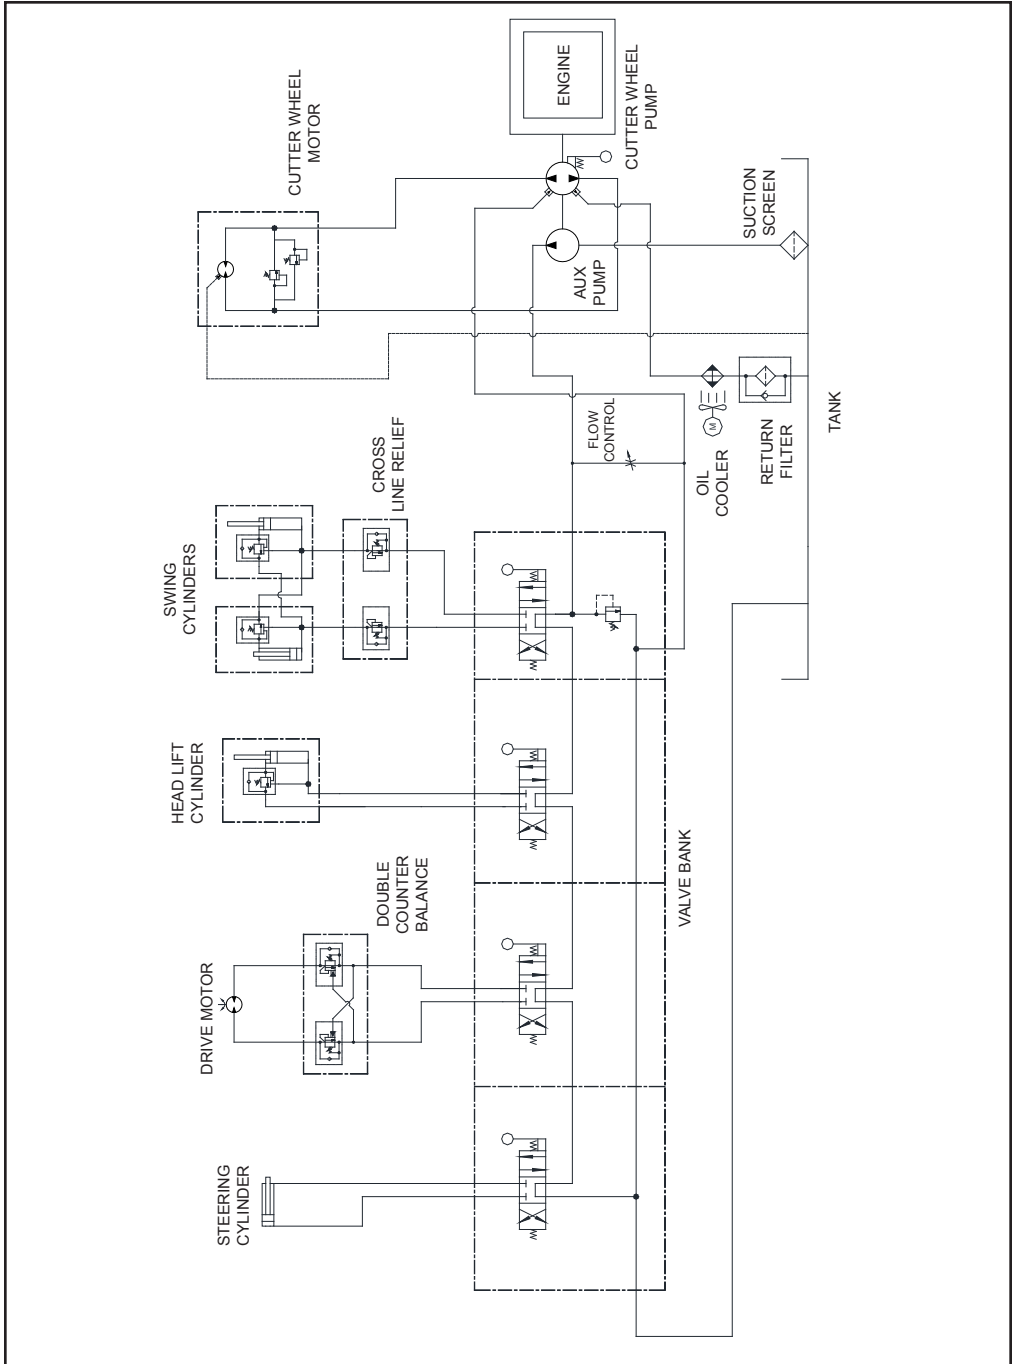 ENGINE
CUTTER WHEEL
MOTOR
CUTTER WHEEL
PUMP
SUCTION
SCREEN
AUX
PUMP
CROSS
LINE RELIEF
FLOW
CONTROL
M
OIL
COOLER
RETURN
FILTER
TANK
SWING
CYLINDERS
HEAD LIFT
CYLINDER
DOUBLE
COUNTER
BALANCE
VALVE BANK
DRIVE MOTOR
STEERING
CYLINDER